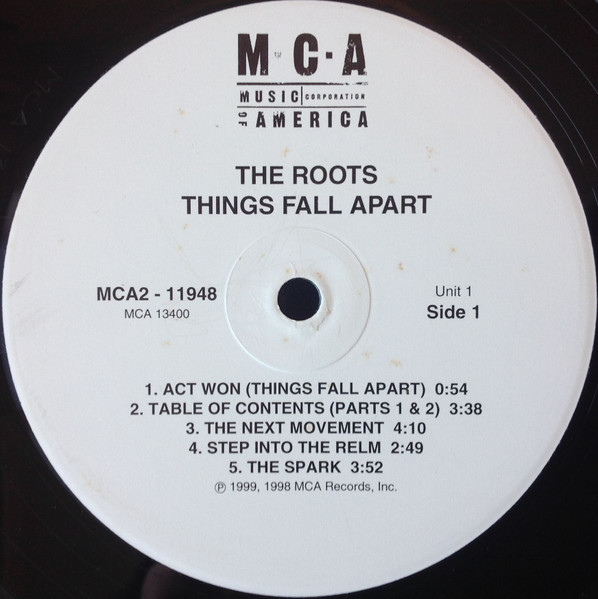 M·C·A
MUSIC CORPORATION
OF AMERICA
THE ROOTS
THINGS FALL APART
MCA2 - 11948
MCA 13400
Unit 1
Side 1
1. ACT WON (THINGS FALL APART) 0:54
2. TABLE OF CONTENTS (PARTS 1 & 2) 3:38
3. THE NEXT MOVEMENT 4:10
4. STEP INTO THE RELM 2:49
5. THE SPARK 3:52
℗ 1999, 1998 MCA Records, Inc.